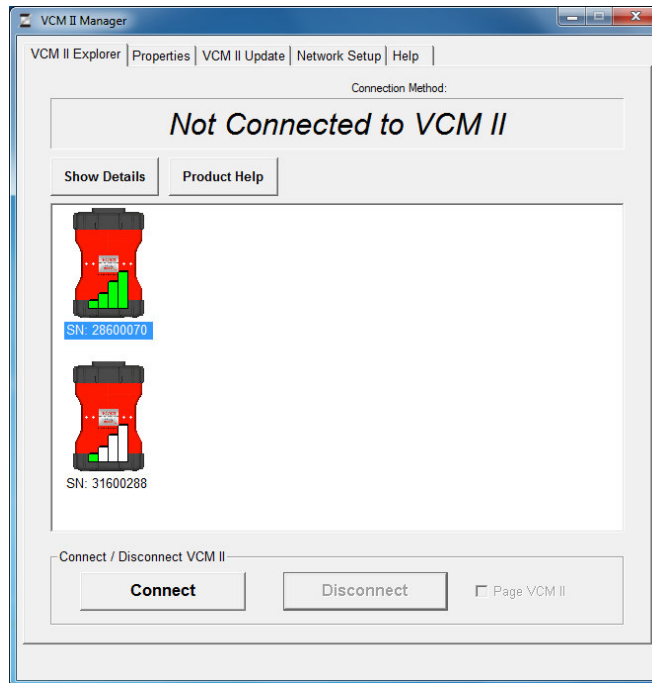 VCM II Manager
VCM II Explorer Properties VCM II Update Network Setup Help
Connection Method:
Not Connected to VCM II
Show Details Product Help
SN: 28600070
SN: 31600288
Connect / Disconnect VCM II
Connect Disconnect Page VCM II